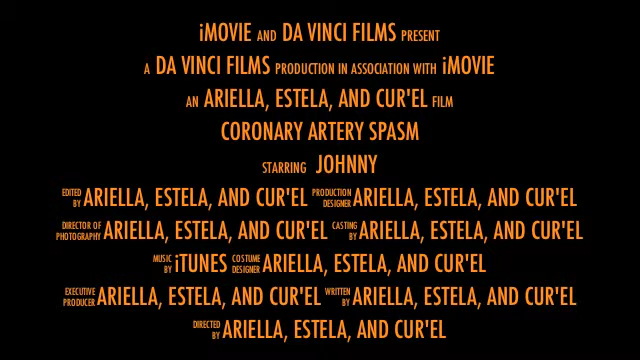 iMOVIE AND DA VINCI FILMS PRESENT
A DA VINCI FILMS PRODUCTION IN ASSOCIATION WITH iMOVIE
AN ARIELLA, ESTELA, AND CUR'EL FILM
CORONARY ARTERY SPASM
STARRING JOHNNY
EDITED BY ARIELLA, ESTELA, AND CUR'EL PRODUCTION DESIGNER ARIELLA, ESTELA, AND CUR'EL
DIRECTOR OF PHOTOGRAPHY ARIELLA, ESTELA, AND CUR'EL CASTING BY ARIELLA, ESTELA, AND CUR'EL
MUSIC BY iTUNES COSTUME DESIGNER ARIELLA, ESTELA, AND CUR'EL
EXECUTIVE PRODUCER ARIELLA, ESTELA, AND CUR'EL WRITTEN BY ARIELLA, ESTELA, AND CUR'EL
DIRECTED BY ARIELLA, ESTELA, AND CUR'EL